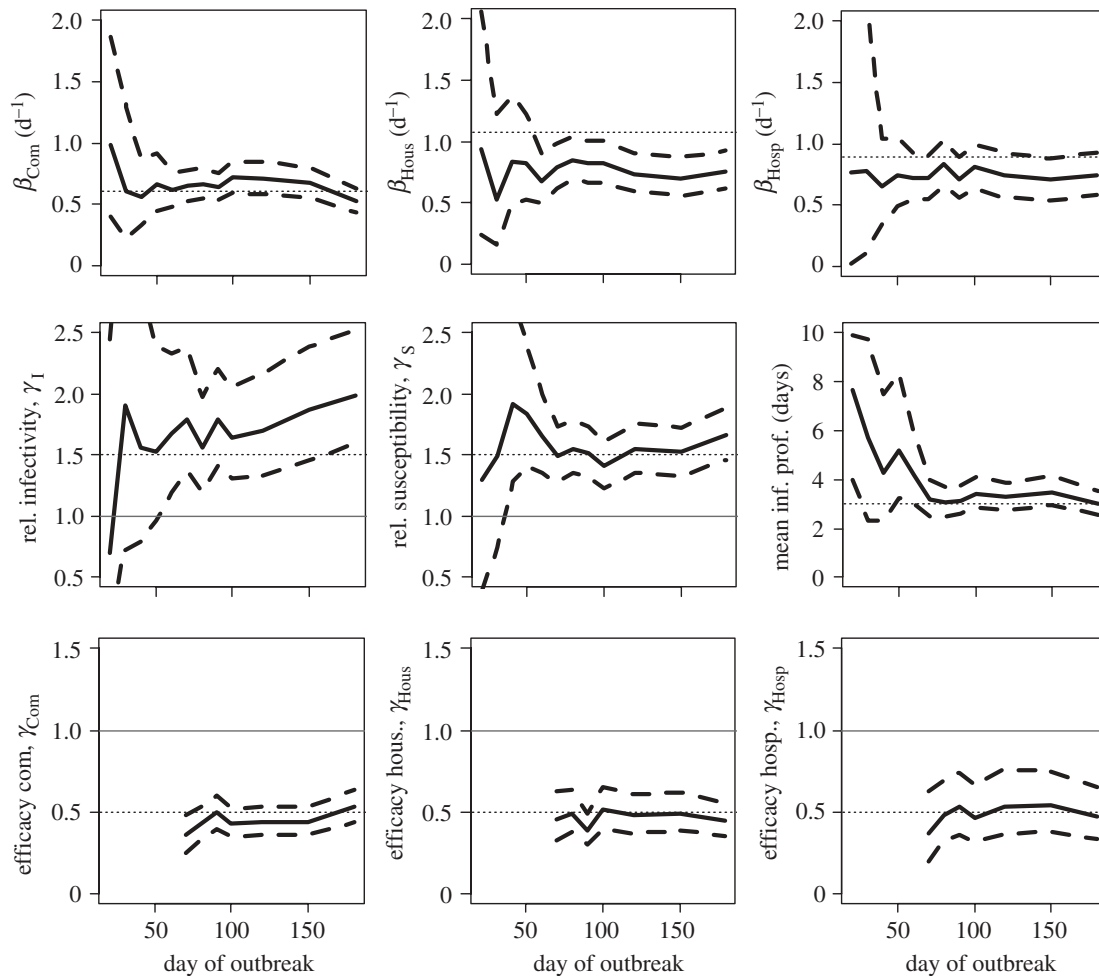 2.0
1.5
1.0
0.5
0
β_Com (d⁻¹)
2.0
1.5
1.0
0.5
0
β_Hous (d⁻¹)
2.0
1.5
1.0
0.5
0
β_Hosp (d⁻¹)
2.5
2.0
1.5
1.0
0.5
rel. infectivity, γ_I
2.5
2.0
1.5
1.0
0.5
rel. susceptibility, γ_S
10
8
6
4
2
0
mean inf. prof. (days)
1.5
1.0
0.5
0
efficacy com, γ_Com
50 100 150
day of outbreak
1.5
1.0
0.5
0
efficacy hous., γ_Hous
50 100 150
day of outbreak
1.5
1.0
0.5
0
efficacy hosp., γ_Hosp
50 100 150
day of outbreak